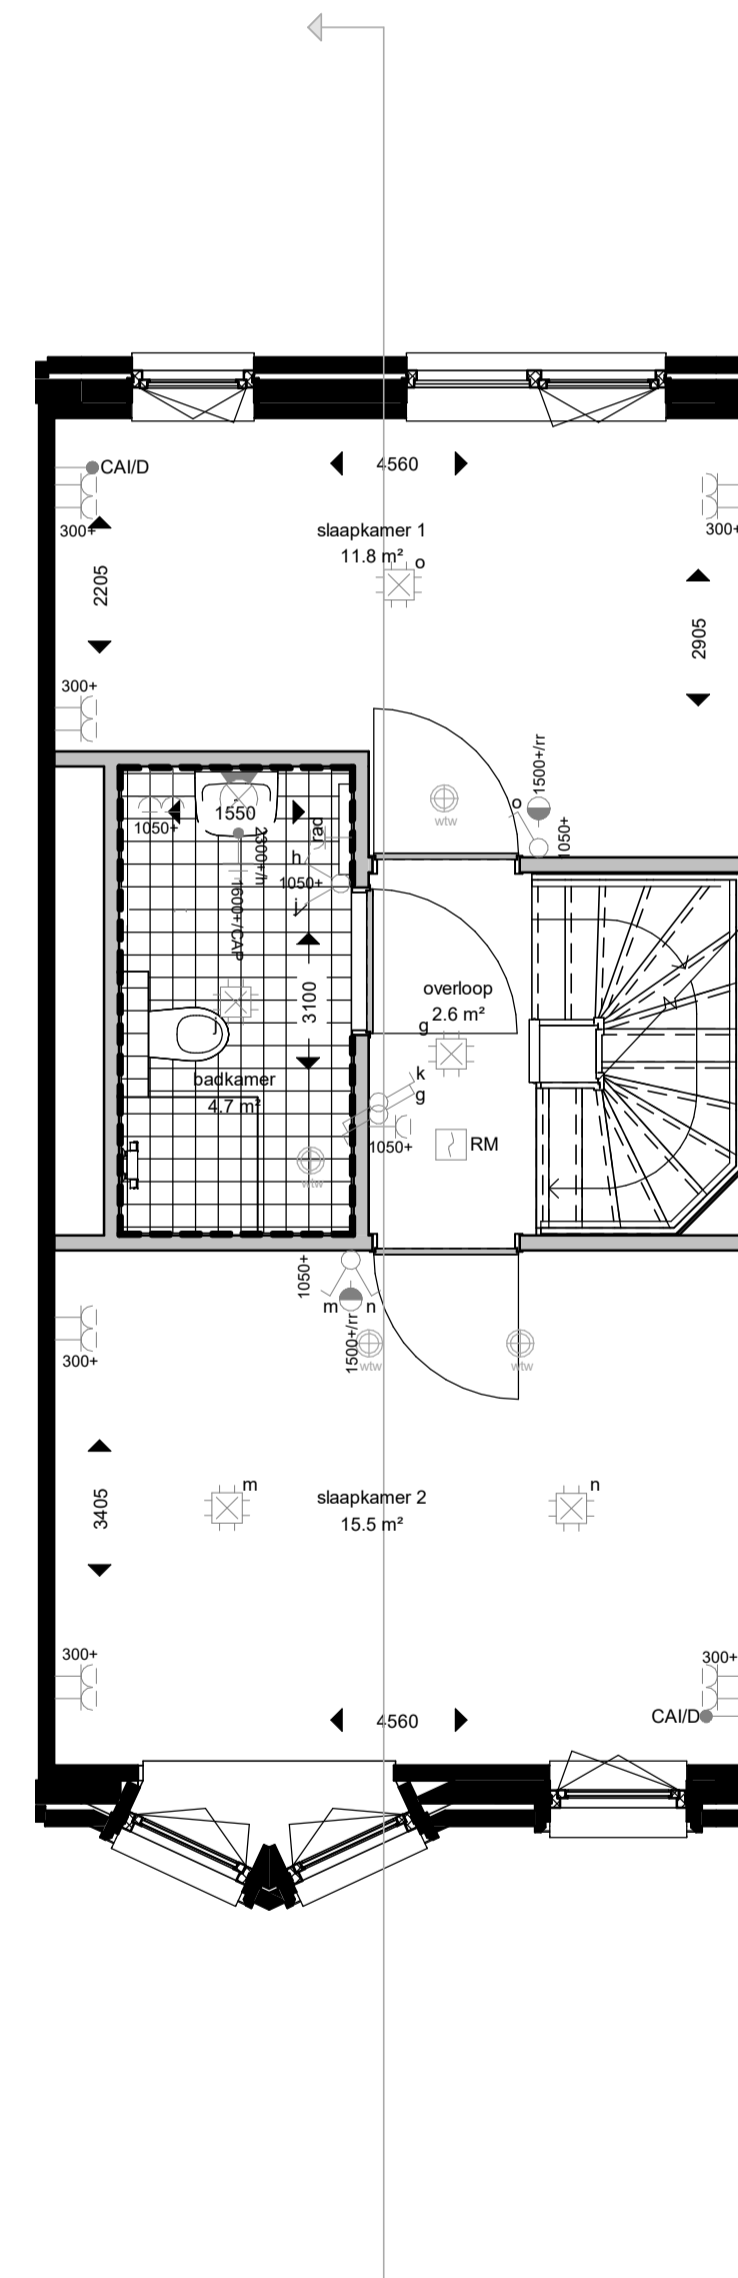 CAI/D
4560
300+
300+
slaapkamer 1
11.8 m²
o
2205
2905
300+
1500+/rr
o
1050+
wtw
1550
1050+
rad
2300+/h
h
1050+
j
1600+/CAP
3100
overloop
2.6 m²
g
j
badkamer
4.7 m²
k
g
1050+
RM
wtw
1050+
m
n
1500+/rr
wtw
wtw
300+
3405
m
slaapkamer 2
15.5 m²
n
300+
300+
CAI/D
4560